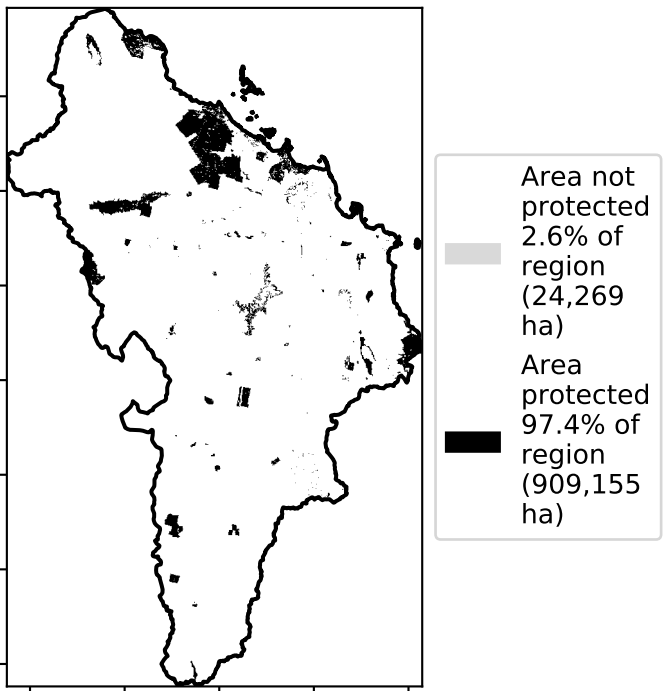 Area not
protected
2.6% of
region
(24,269
ha)
Area
protected
97.4% of
region
(909,155
ha)